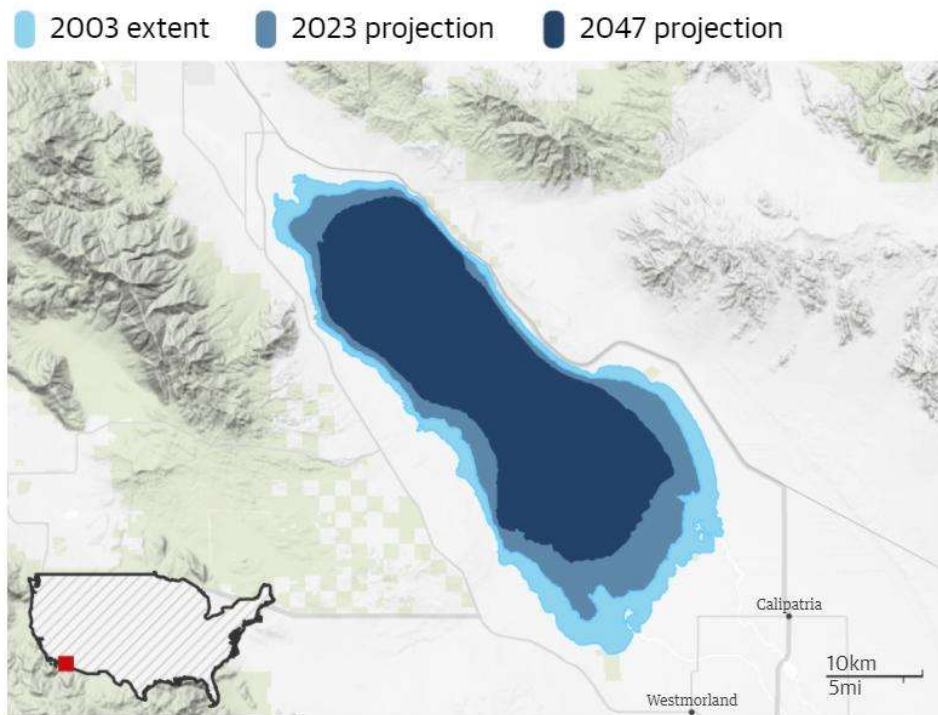 2003 extent
2023 projection
2047 projection
Calipatria
10km
5mi
Westmorland